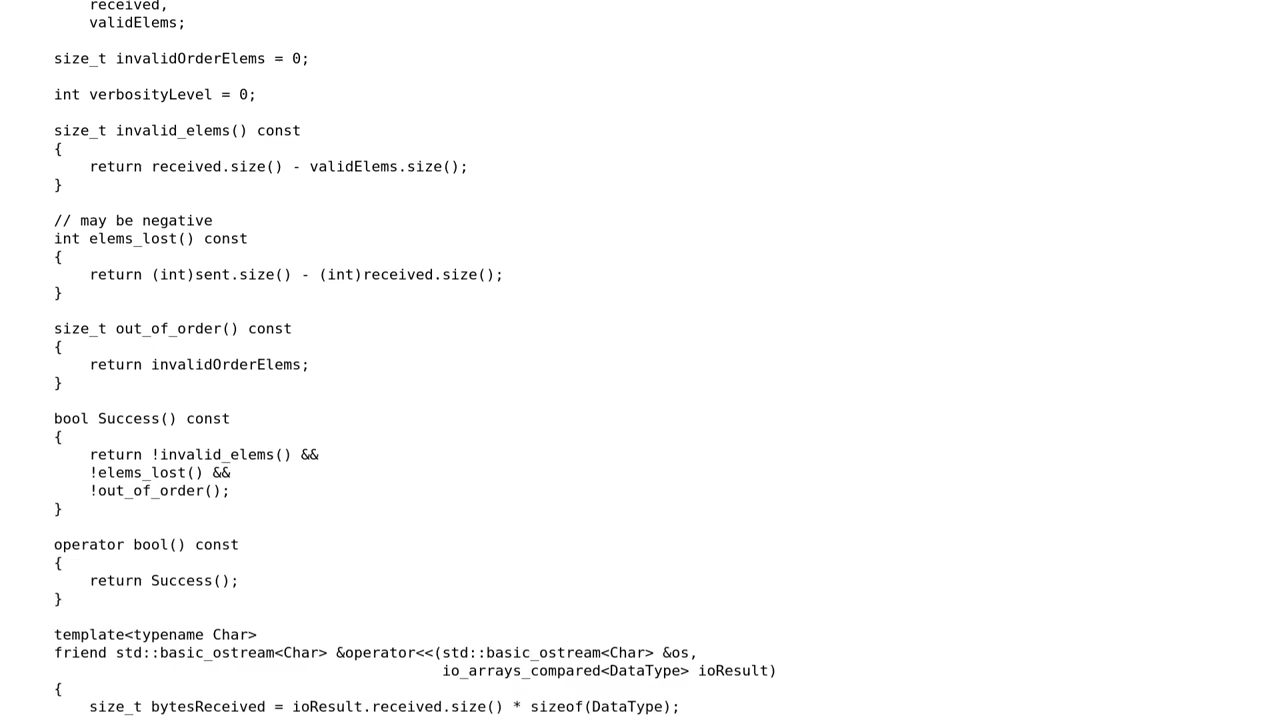 received,
validElems;
size_t invalidOrderElems = 0;
int verbosityLevel = 0;
size_t invalid_elems() const
{
return received.size() - validElems.size();
}
// may be negative
int elems_lost() const
{
return (int)sent.size() - (int)received.size();
}
size_t out_of_order() const
{
return invalidOrderElems;
}
bool Success() const
{
return !invalid_elems() &&
!elems_lost() &&
!out_of_order();
}
operator bool() const
{
return Success();
}
template<typename Char>
friend std::basic_ostream<Char> &operator<<(std::basic_ostream<Char> &os,
io_arrays_compared<DataType> ioResult)
{
size_t bytesReceived = ioResult.received.size() * sizeof(DataType);